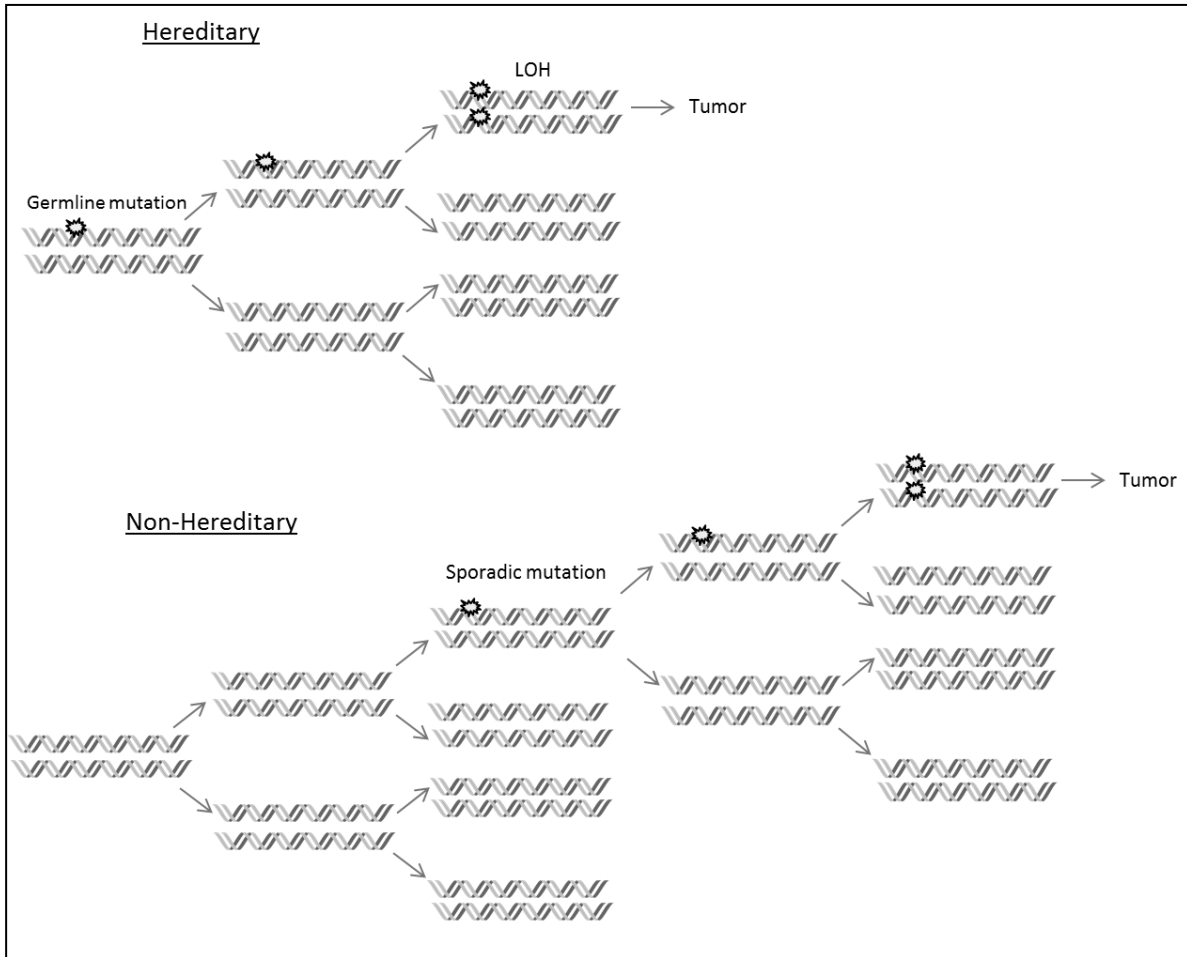 Hereditary
LOH
Tumor
Germline mutation
Tumor
Non-Hereditary
Sporadic mutation